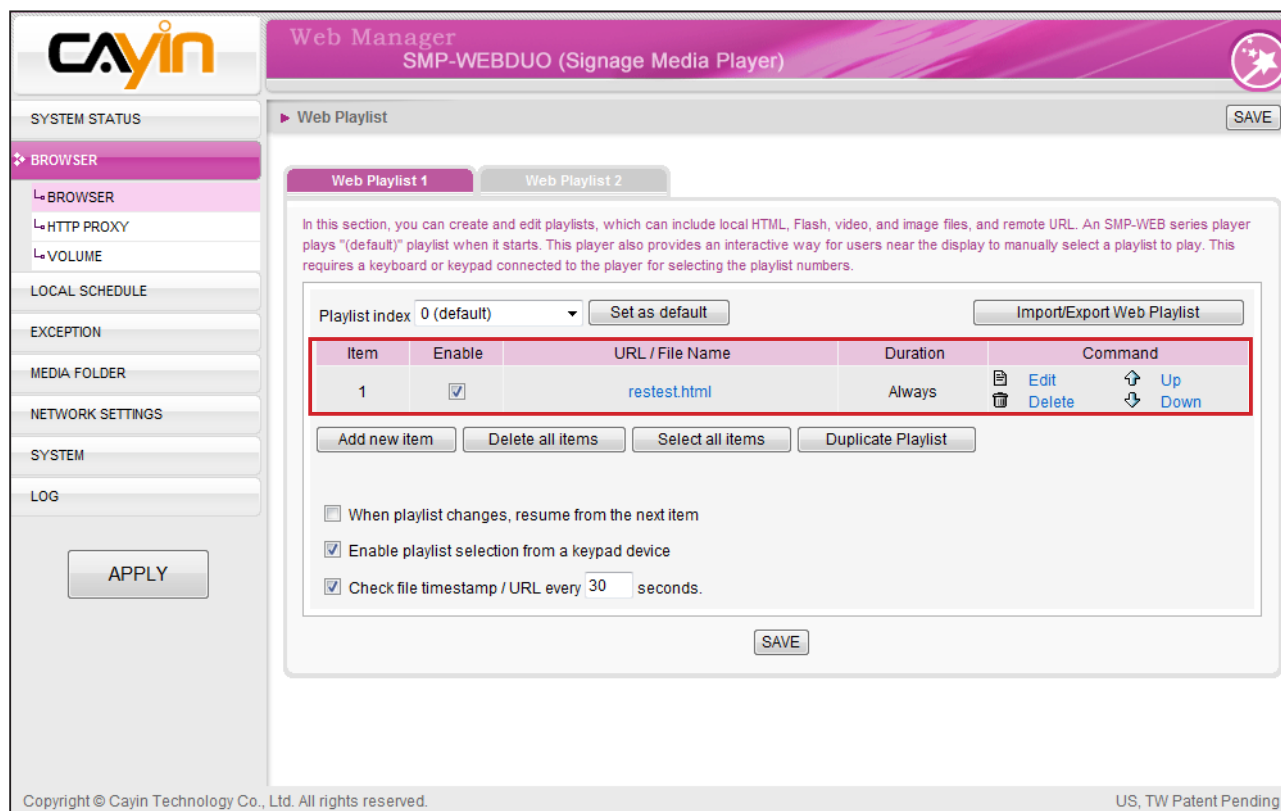 CAYIN
Web Manager
SMP-WEBDUO (Signage Media Player)
SYSTEM STATUS
BROWSER
BROWSER
HTTP PROXY
VOLUME
LOCAL SCHEDULE
EXCEPTION
MEDIA FOLDER
NETWORK SETTINGS
SYSTEM
LOG
APPLY
Web Playlist
SAVE
Web Playlist 1
Web Playlist 2
In this section, you can create and edit playlists, which can include local HTML, Flash, video, and image files, and remote URL. An SMP-WEB series player
plays "(default)" playlist when it starts. This player also provides an interactive way for users near the display to manually select a playlist to play. This
requires a keyboard or keypad connected to the player for selecting the playlist numbers.
Playlist index 0 (default) Set as default Import/Export Web Playlist
Item Enable URL / File Name Duration Command
1 restest.html Always Edit Up
Delete Down
Add new item Delete all items Select all items Duplicate Playlist
When playlist changes, resume from the next item
Enable playlist selection from a keypad device
Check file timestamp / URL every 30 seconds.
SAVE
Copyright © Cayin Technology Co., Ltd. All rights reserved. US, TW Patent Pending